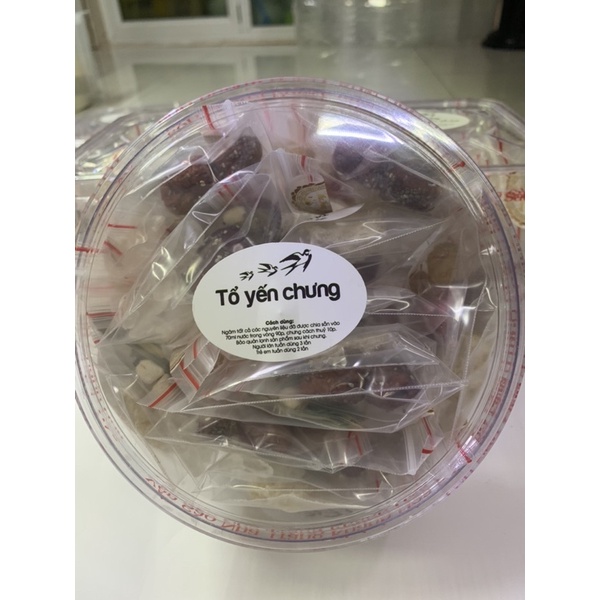 Tổ yến chưng
Cách dùng:
Ngâm tất cả các nguyên liệu đã được chia sẵn vào
70ml nước trong vòng 90p, chưng cách thuỷ 10p.
Bảo quản lạnh sản phẩm sau khi chưng.
Người lớn tuần dùng 3 lần
Trẻ em tuần dùng 2 lần